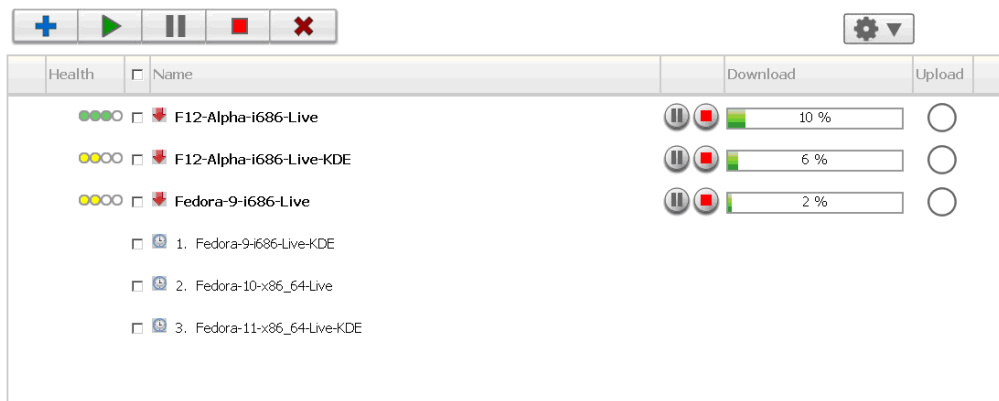 Health Name Download Upload
F12-Alpha-i686-Live 10 %
F12-Alpha-i686-Live-KDE 6 %
Fedora-9-i686-Live 2 %
1. Fedora-9-i686-Live-KDE
2. Fedora-10-x86_64-Live
3. Fedora-11-x86_64-Live-KDE